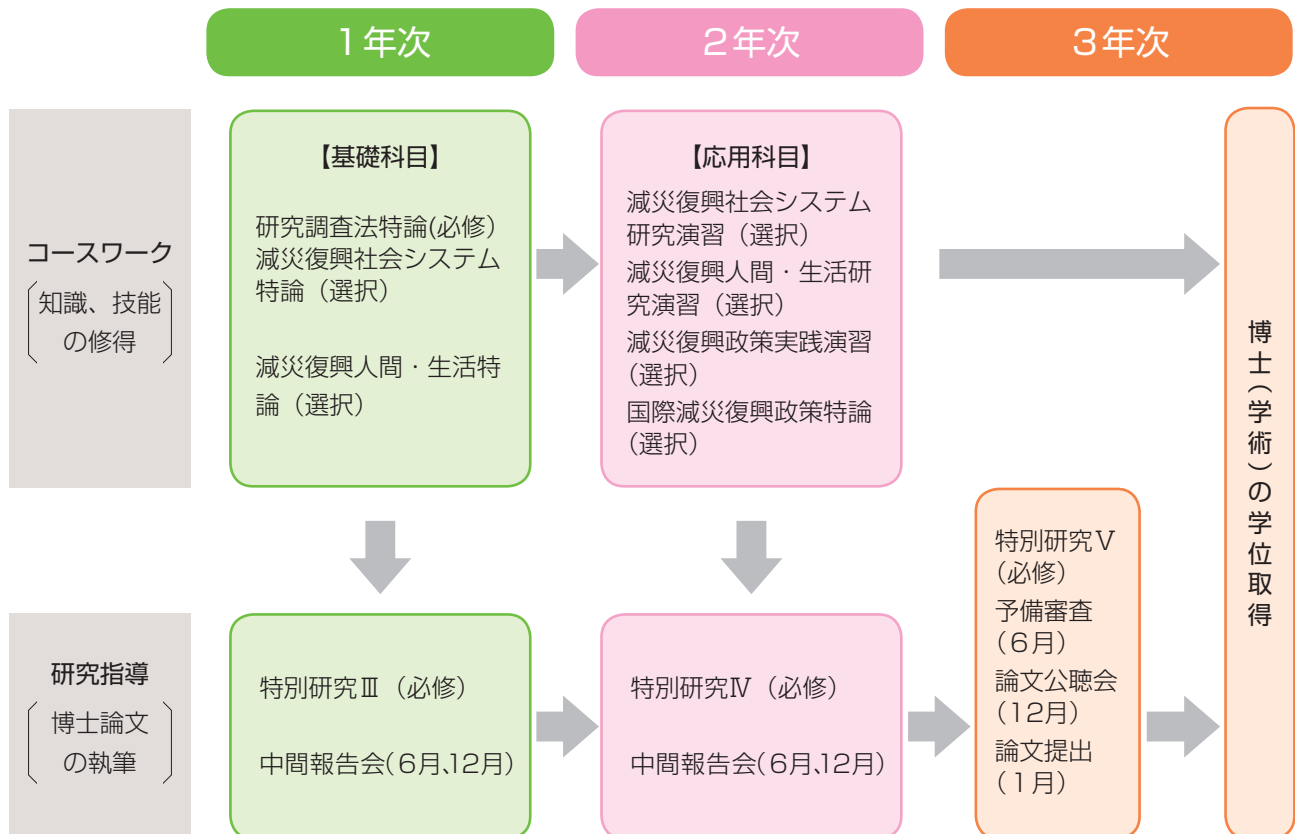 1年次
2年次
3年次
コースワーク
知識、技能
の修得
【基礎科目】
研究調査法特論(必修)
減災復興社会システム
特論（選択）
減災復興人間・生活特
論（選択）
【応用科目】
減災復興社会システム
研究演習（選択）
減災復興人間・生活研
究演習（選択）
減災復興政策実践演習
(選択）
国際減災復興政策特論
(選択）
研究指導
博士論文
の執筆
特別研究Ⅲ（必修）
中間報告会(6月、12月)
特別研究Ⅳ（必修）
中間報告会(6月、12月)
特別研究Ⅴ
(必修）
予備審査
(６月）
論文公聴会
(12月）
論文提出
(１月）
博士（学術）の学位取得